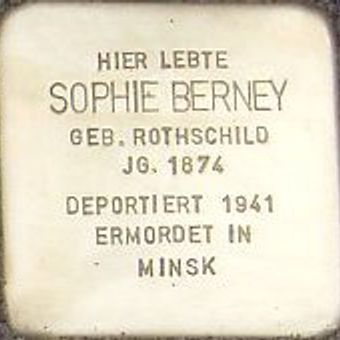 HIER LEBTE
SOPHIE BERNEY
GEB. ROTHSCHILD
JG. 1874
DEPORTIERT 1941
ERMORDET IN
MINSK